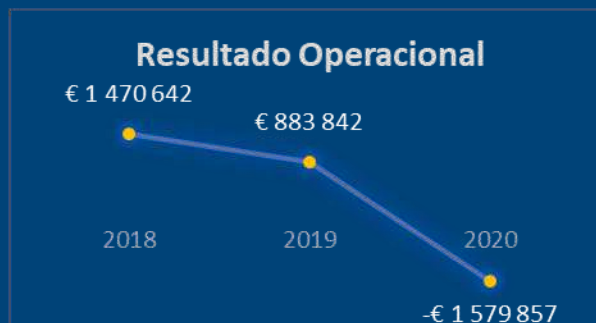 Resultado Operacional
€ 1 470 642
€ 883 842
2018 2019 2020
-€ 1 579 857